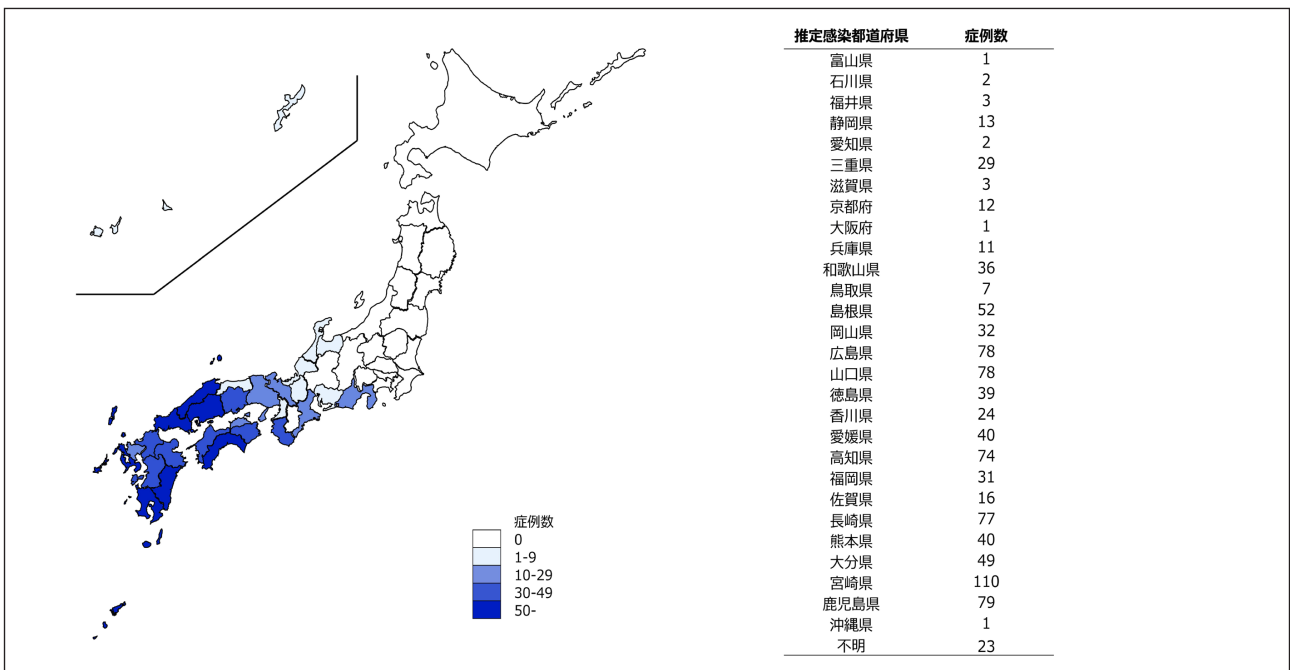 推定感染都道府県 症例数
富山県 1
石川県 2
福井県 3
静岡県 13
愛知県 2
三重県 29
滋賀県 3
京都府 12
大阪府 1
兵庫県 11
和歌山県 36
鳥取県 7
島根県 52
岡山県 32
広島県 78
山口県 78
徳島県 39
香川県 24
愛媛県 40
高知県 74
福岡県 31
佐賀県 16
長崎県 77
熊本県 40
大分県 49
宮崎県 110
鹿児島県 79
沖縄県 1
不明 23
症例数
0
1-9
10-29
30-49
50-